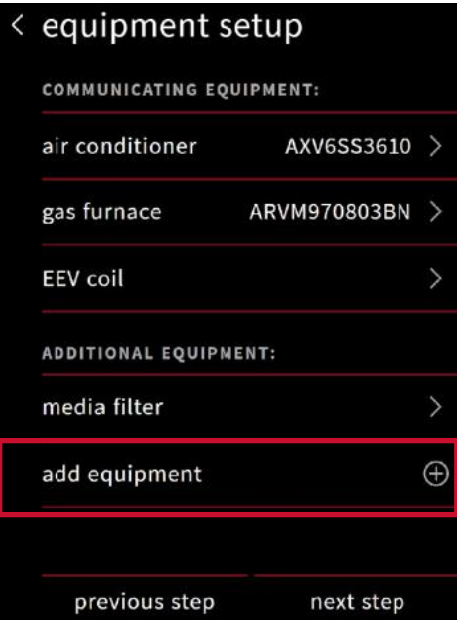 equipment setup
COMMUNICATING EQUIPMENT:
air conditioner AXV6SS3610
gas furnace ARVM970803BN
EEV coil
ADDITIONAL EQUIPMENT:
media filter
add equipment
previous step next step